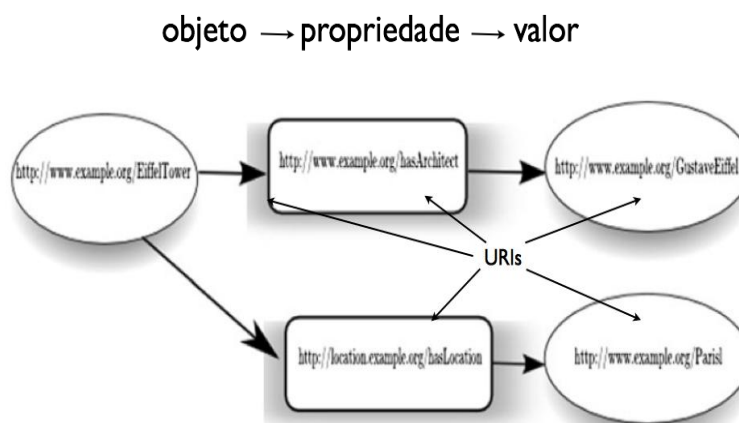 objeto → propriedade → valor
http://www.example.org/EiffelTower
http://www.example.org/hasArchitect
http://www.example.org/GustaveEiffel
URIs
http://location.example.org/hasLocation
http://www.example.org/Parisl